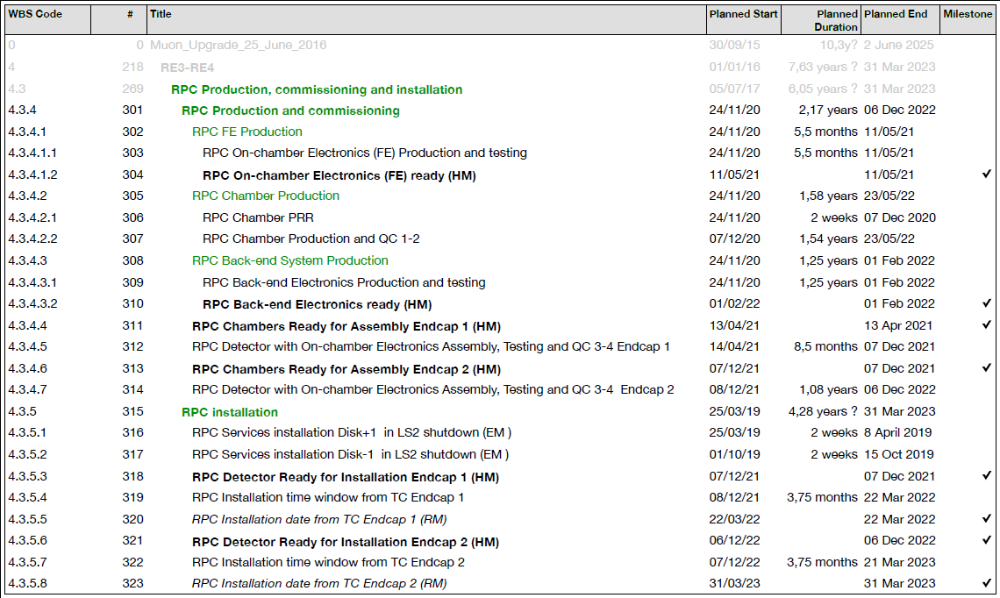 WBS Code # Title Planned Start Planned Duration Planned End Milestone
0 0 Muon_Upgrade_25_June_2016 30/09/15 10,3y? 2 June 2025
4 218 RE3-RE4 01/01/16 7,63 years ? 31 Mar 2023
4.3 269 RPC Production, commissioning and installation 05/07/17 6,05 years ? 31 Mar 2023
4.3.4 301 RPC Production and commissioning 24/11/20 2,17 years 06 Dec 2022
4.3.4.1 302 RPC FE Production 24/11/20 5,5 months 11/05/21
4.3.4.1.1 303 RPC On-chamber Electronics (FE) Production and testing 24/11/20 5,5 months 11/05/21
4.3.4.1.2 304 RPC On-chamber Electronics (FE) ready (HM) 11/05/21 11/05/21 ✓
4.3.4.2 305 RPC Chamber Production 24/11/20 1,58 years 23/05/22
4.3.4.2.1 306 RPC Chamber PRR 24/11/20 2 weeks 07 Dec 2020
4.3.4.2.2 307 RPC Chamber Production and QC 1-2 07/12/20 1,54 years 23/05/22
4.3.4.3 308 RPC Back-end System Production 24/11/20 1,25 years 01 Feb 2022
4.3.4.3.1 309 RPC Back-end Electronics Production and testing 24/11/20 1,25 years 01 Feb 2022
4.3.4.3.2 310 RPC Back-end Electronics ready (HM) 01/02/22 01 Feb 2022 ✓
4.3.4.4 311 RPC Chambers Ready for Assembly Endcap 1 (HM) 13/04/21 13 Apr 2021 ✓
4.3.4.5 312 RPC Detector with On-chamber Electronics Assembly, Testing and QC 3-4 Endcap 1 14/04/21 8,5 months 07 Dec 2021
4.3.4.6 313 RPC Chambers Ready for Assembly Endcap 2 (HM) 07/12/21 07 Dec 2021 ✓
4.3.4.7 314 RPC Detector with On-chamber Electronics Assembly, Testing and QC 3-4 Endcap 2 08/12/21 1,08 years 06 Dec 2022
4.3.5 315 RPC installation 25/03/19 4,28 years ? 31 Mar 2023
4.3.5.1 316 RPC Services installation Disk+1 in LS2 shutdown (EM ) 25/03/19 2 weeks 8 April 2019
4.3.5.2 317 RPC Services installation Disk-1 in LS2 shutdown (EM ) 01/10/19 2 weeks 15 Oct 2019
4.3.5.3 318 RPC Detector Ready for Installation Endcap 1 (HM) 07/12/21 07 Dec 2021 ✓
4.3.5.4 319 RPC Installation time window from TC Endcap 1 08/12/21 3,75 months 22 Mar 2022
4.3.5.5 320 RPC Installation date from TC Endcap 1 (RM) 22/03/22 22 Mar 2022 ✓
4.3.5.6 321 RPC Detector Ready for Installation Endcap 2 (HM) 06/12/22 06 Dec 2022 ✓
4.3.5.7 322 RPC Installation time window from TC Endcap 2 07/12/22 3,75 months 21 Mar 2023
4.3.5.8 323 RPC Installation date from TC Endcap 2 (RM) 31/03/23 31 Mar 2023 ✓